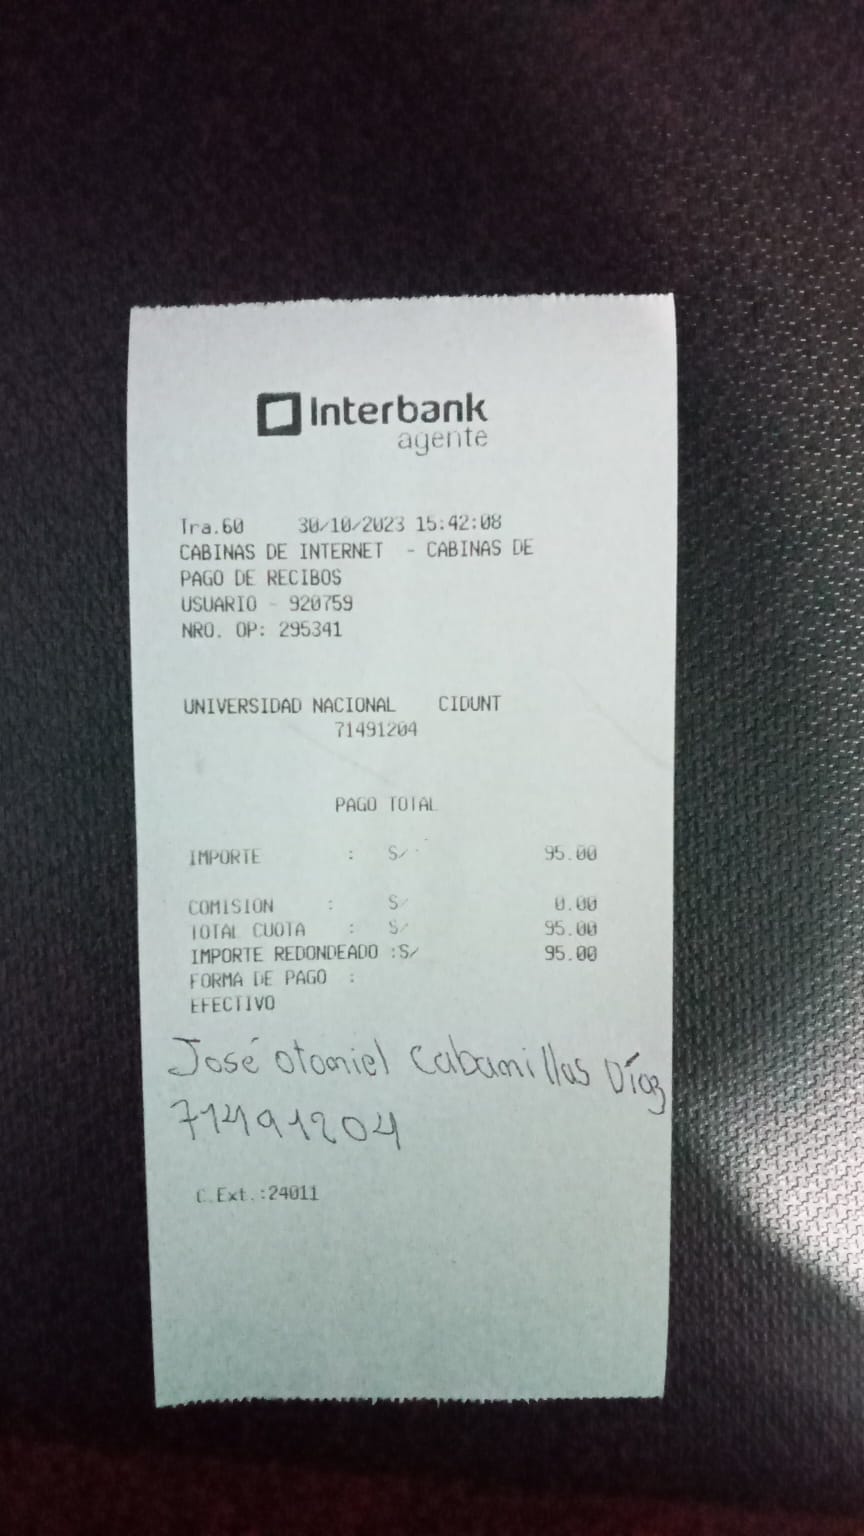 Interbank
agente
Tra.60 30/10/2023 15:42:08
CABINAS DE INTERNET - CABINAS DE
PAGO DE RECIBOS
USUARIO - 920759
NRO. OP: 295341
UNIVERSIDAD NACIONAL CIDUNT
71491204
PAGO TOTAL
IMPORTE : S/ 95.00
COMISION : S/ 0.00
TOTAL CUOTA : S/ 95.00
IMPORTE REDONDEADO :S/ 95.00
FORMA DE PAGO :
EFECTIVO
José Otoniel Cabanillas Díaz
71491204
C.Ext.:24011